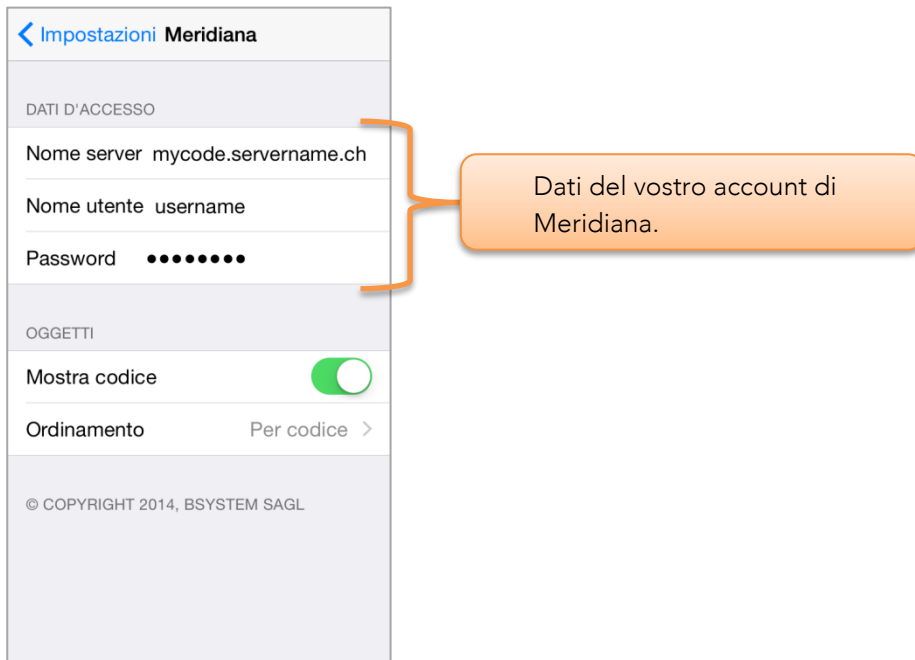 Impostazioni Meridiana
DATI D'ACCESSO
Nome server mycode.servername.ch
Nome utente username
Password ••••••••
Dati del vostro account di
Meridiana.
OGGETTI
Mostra codice
Ordinamento Per codice
© COPYRIGHT 2014, BSYSTEM SAGL